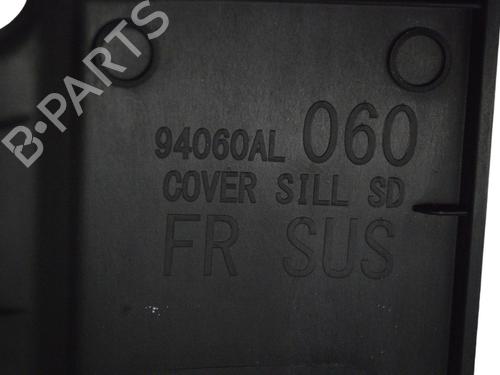 B-PARTS
94060AL 060
COVER SILL SD
FR SUS